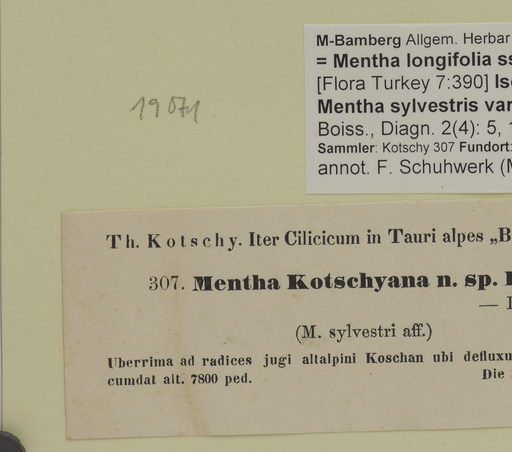 M-Bamberg Allgem. Herbar
= Mentha longifolia
[Flora Turkey 7:390]
Mentha sylvestris var
Boiss., Diagn. 2(4): 5,
Sammler: Kotschy 307 Fundort:
annot. F. Schuhwerk (M
19071
Th. Kotschy. Iter Cilicicum in Tauri alpes „B
307. Mentha Kotschyana n. sp.
—
(M. sylvestri aff.)
Uberrima ad radices jugi altalpini Koschan ubi defluxu
cumdat alt. 7800 ped. Die